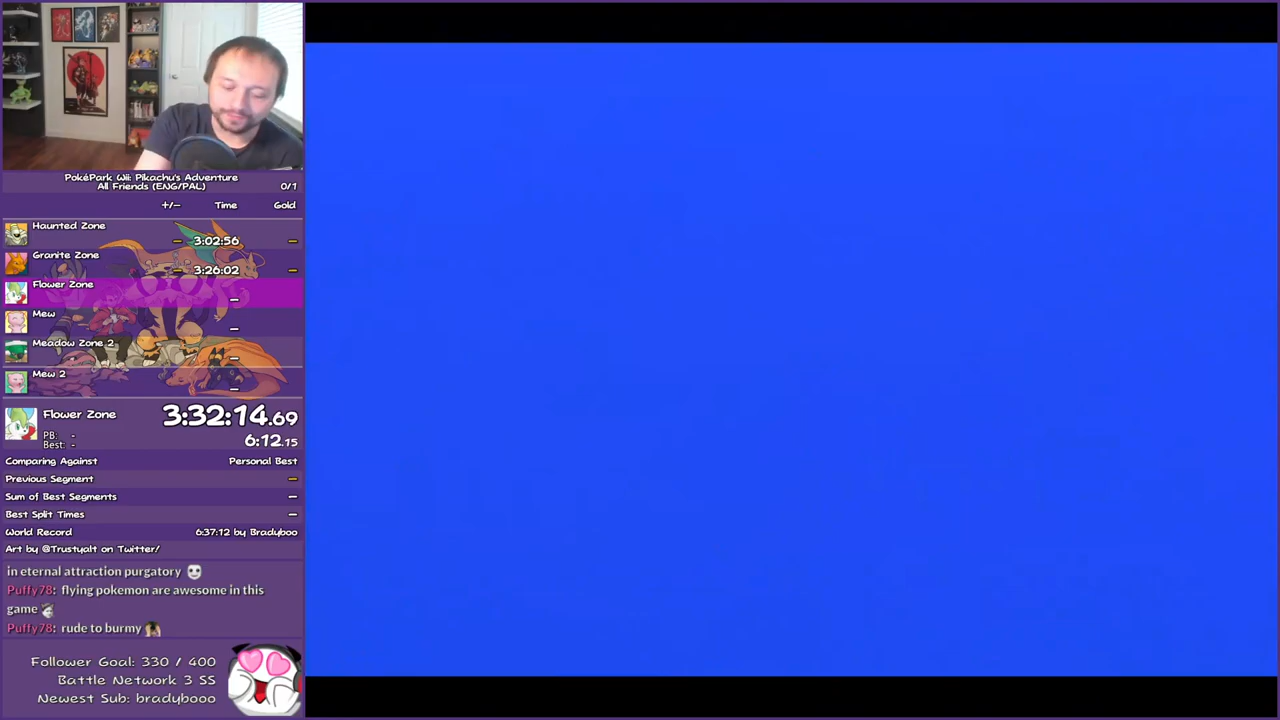 PokéPark Wii: Pikachu's Adventure
All Friends (ENG/PAL) 0/1
+/- Time Gold
Haunted Zone
— 3:02:56 —
Granite Zone
— 3:26:02 —
Flower Zone
—
Mew
—
Meadow Zone 2
—
Mew 2
—
Flower Zone 3:32:14.69
PB: -
Best: - 6:12.15
Comparing Against Personal Best
Previous Segment —
Sum of Best Segments —
Best Split Times —
World Record 6:37:12 by Bradyboo
Art by @Trustyalt on Twitter/
in eternal attraction purgatory
Puffy78: flying pokemon are awesome in this
game
Puffy78: rude to burmy
Follower Goal: 330 / 400
Battle Network 3 SS
Newest Sub: bradybooo